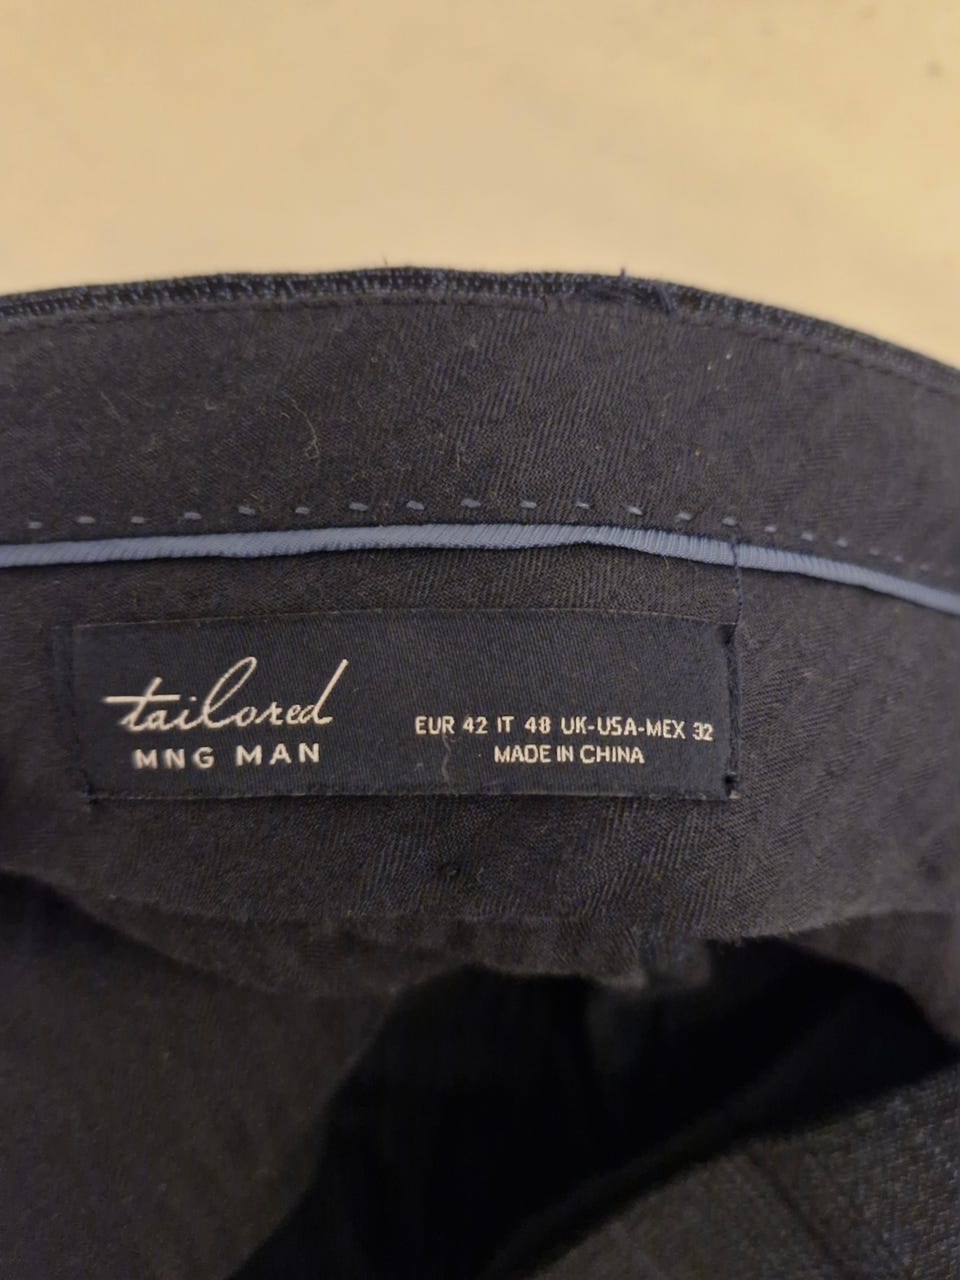 tailored
MNG MAN
EUR 42 IT 48 UK-USA-MEX 32
MADE IN CHINA